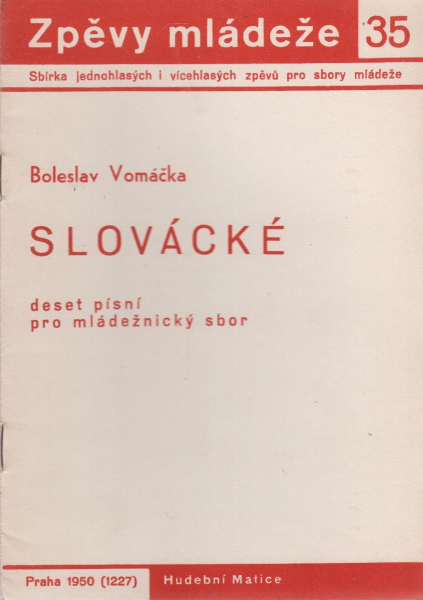 Zpěvy mládeže 35
Sbírka jednohlasých i vícehlasých zpěvů pro sbory mládeže
Boleslav Vomáčka
SLOVÁCKÉ
deset písní
pro mládežnický sbor
Praha 1950 (1227) Hudební Matice